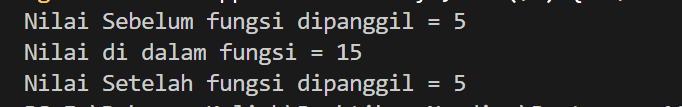 Nilai Sebelum fungsi dipanggil = 5
Nilai di dalam fungsi = 15
Nilai Setelah fungsi dipanggil = 5